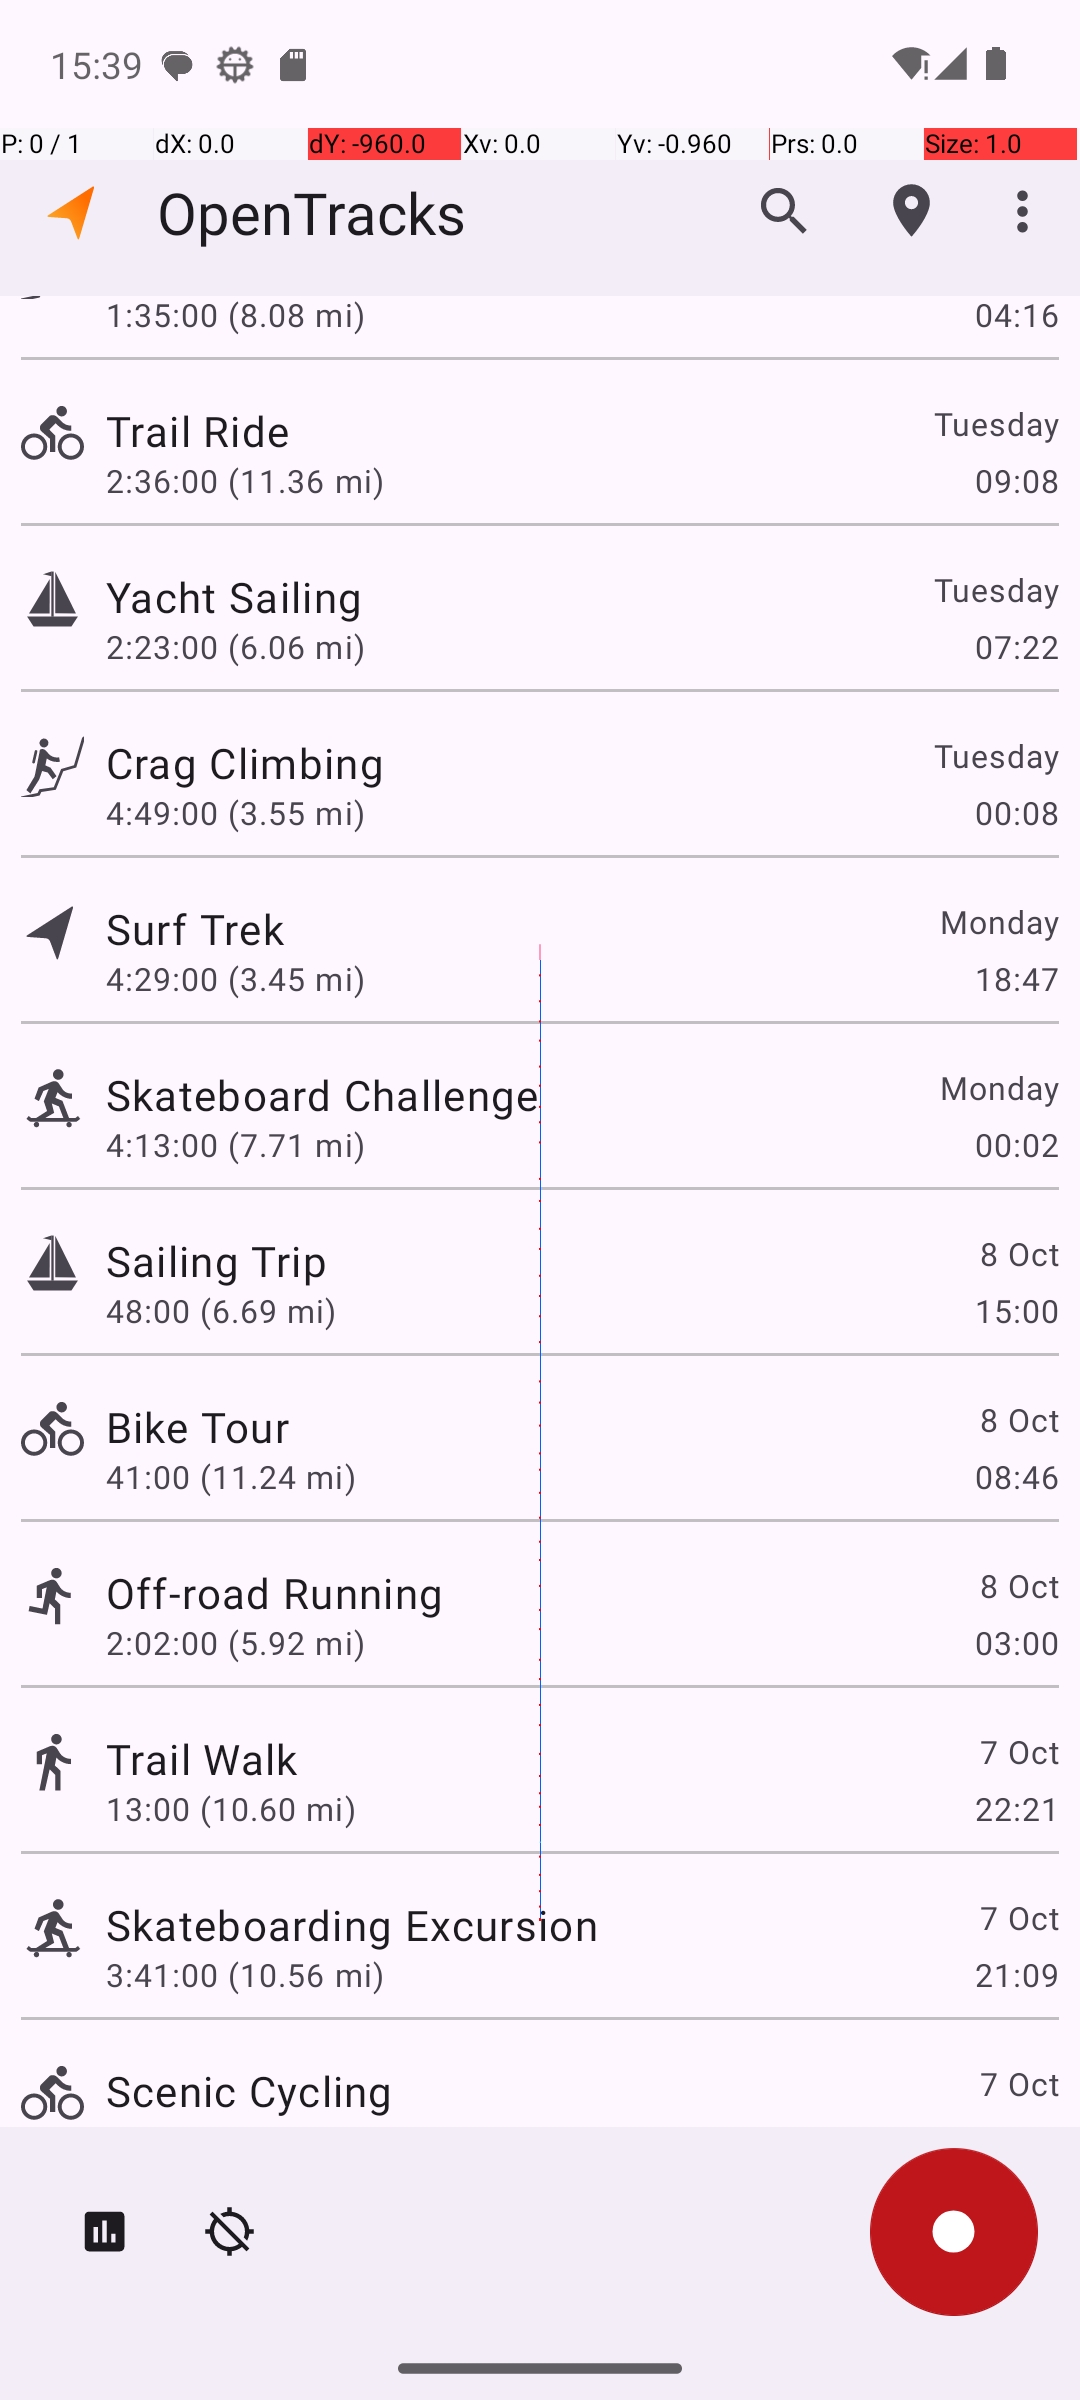 15:39
P: 0 / 1 dX: 0.0 dY: -960.0 Xv: 0.0 Yv: -0.960 Prs: 0.0 Size: 1.0
OpenTracks
1:35:00 (8.08 mi) 04:16
Trail Ride Tuesday
2:36:00 (11.36 mi) 09:08
Yacht Sailing Tuesday
2:23:00 (6.06 mi) 07:22
Crag Climbing Tuesday
4:49:00 (3.55 mi) 00:08
Surf Trek Monday
4:29:00 (3.45 mi) 18:47
Skateboard Challenge Monday
4:13:00 (7.71 mi) 00:02
Sailing Trip 8 Oct
48:00 (6.69 mi) 15:00
Bike Tour 8 Oct
41:00 (11.24 mi) 08:46
Off-road Running 8 Oct
2:02:00 (5.92 mi) 03:00
Trail Walk 7 Oct
13:00 (10.60 mi) 22:21
Skateboarding Excursion 7 Oct
3:41:00 (10.56 mi) 21:09
Scenic Cycling 7 Oct